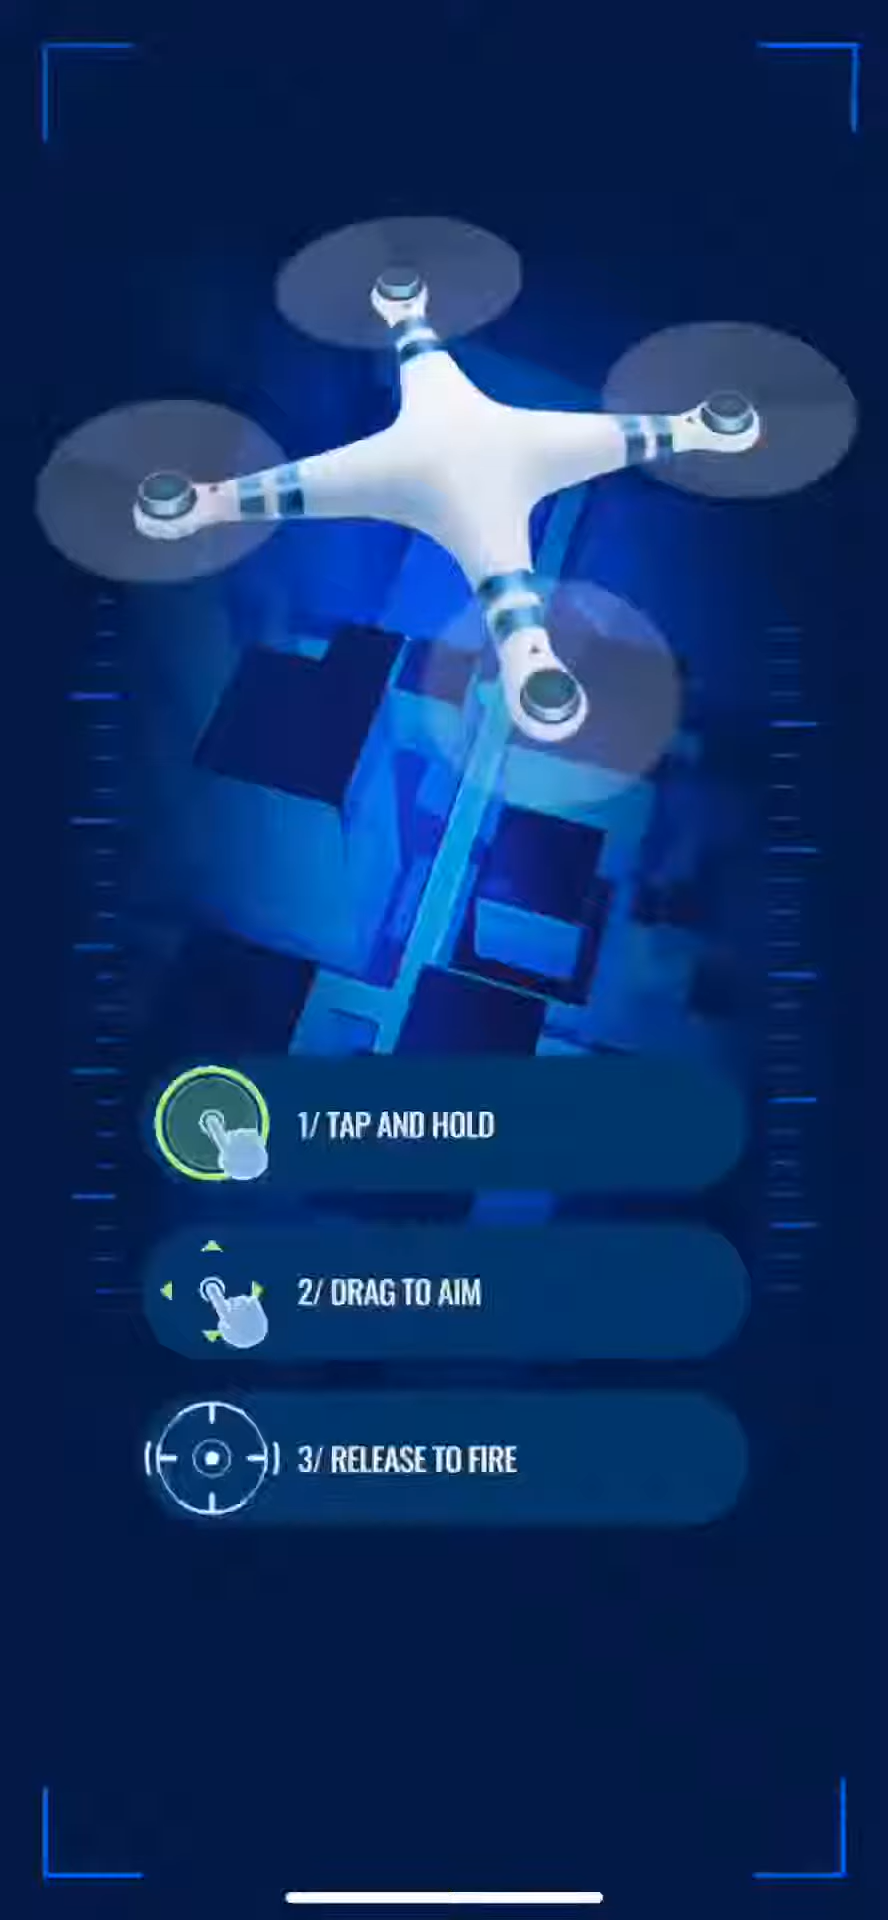 1/ TAP AND HOLD
2/ DRAG TO AIM
3/ RELEASE TO FIRE